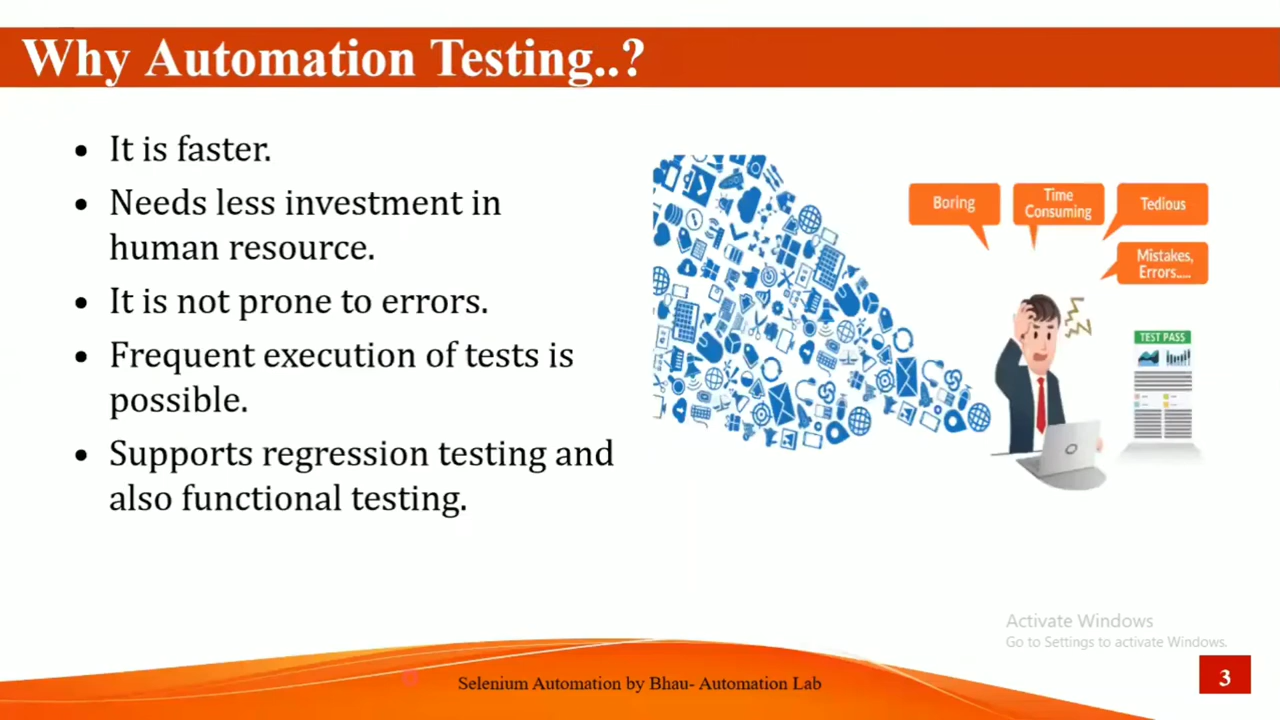 Why Automation Testing..?
• It is faster.
• Needs less investment in
human resource.
• It is not prone to errors.
• Frequent execution of tests is
possible.
• Supports regression testing and
also functional testing.
Boring
Time
Consuming
Tedious
Mistakes,
Errors.....
TEST PASS
Activate Windows
Go to Settings to activate Windows.
Selenium Automation by Bhau- Automation Lab
3